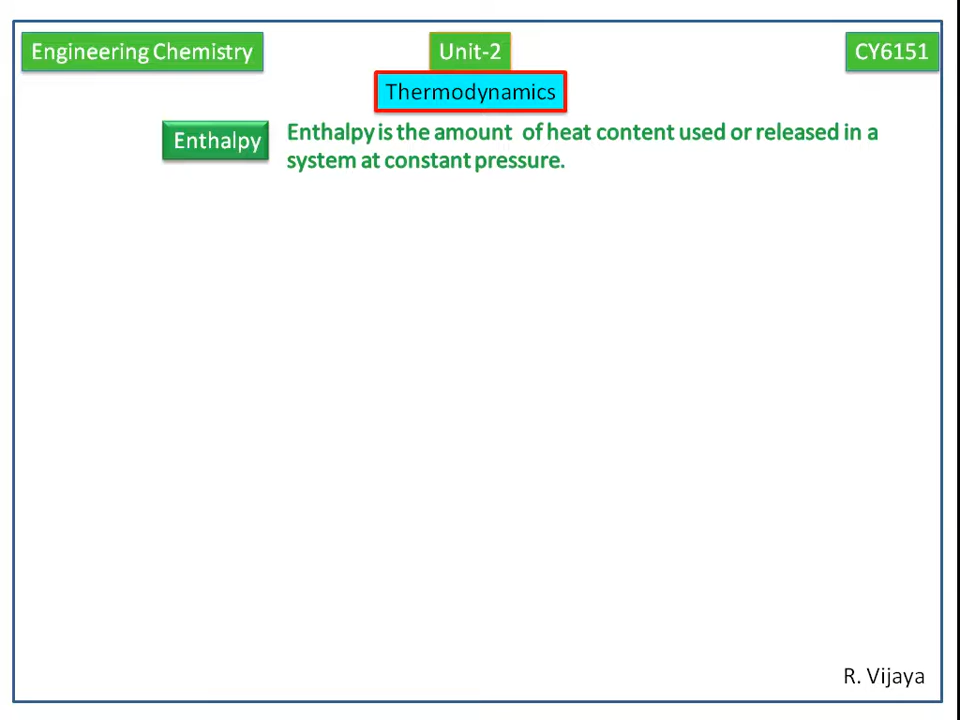 Engineering Chemistry
Unit-2
CY6151
Thermodynamics
Enthalpy
Enthalpy is the amount of heat content used or released in a
system at constant pressure.
R. Vijaya